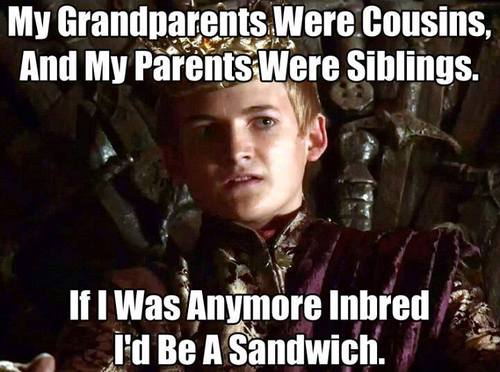 My Grandparents Were Cousins,
And My Parents Were Siblings.
If I Was Anymore Inbred
I'd Be A Sandwich.